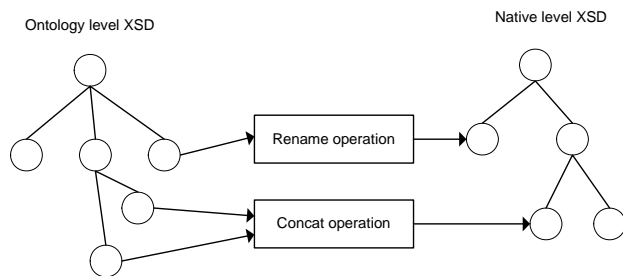 Ontology level XSD
Native level XSD
Rename operation
Concat operation